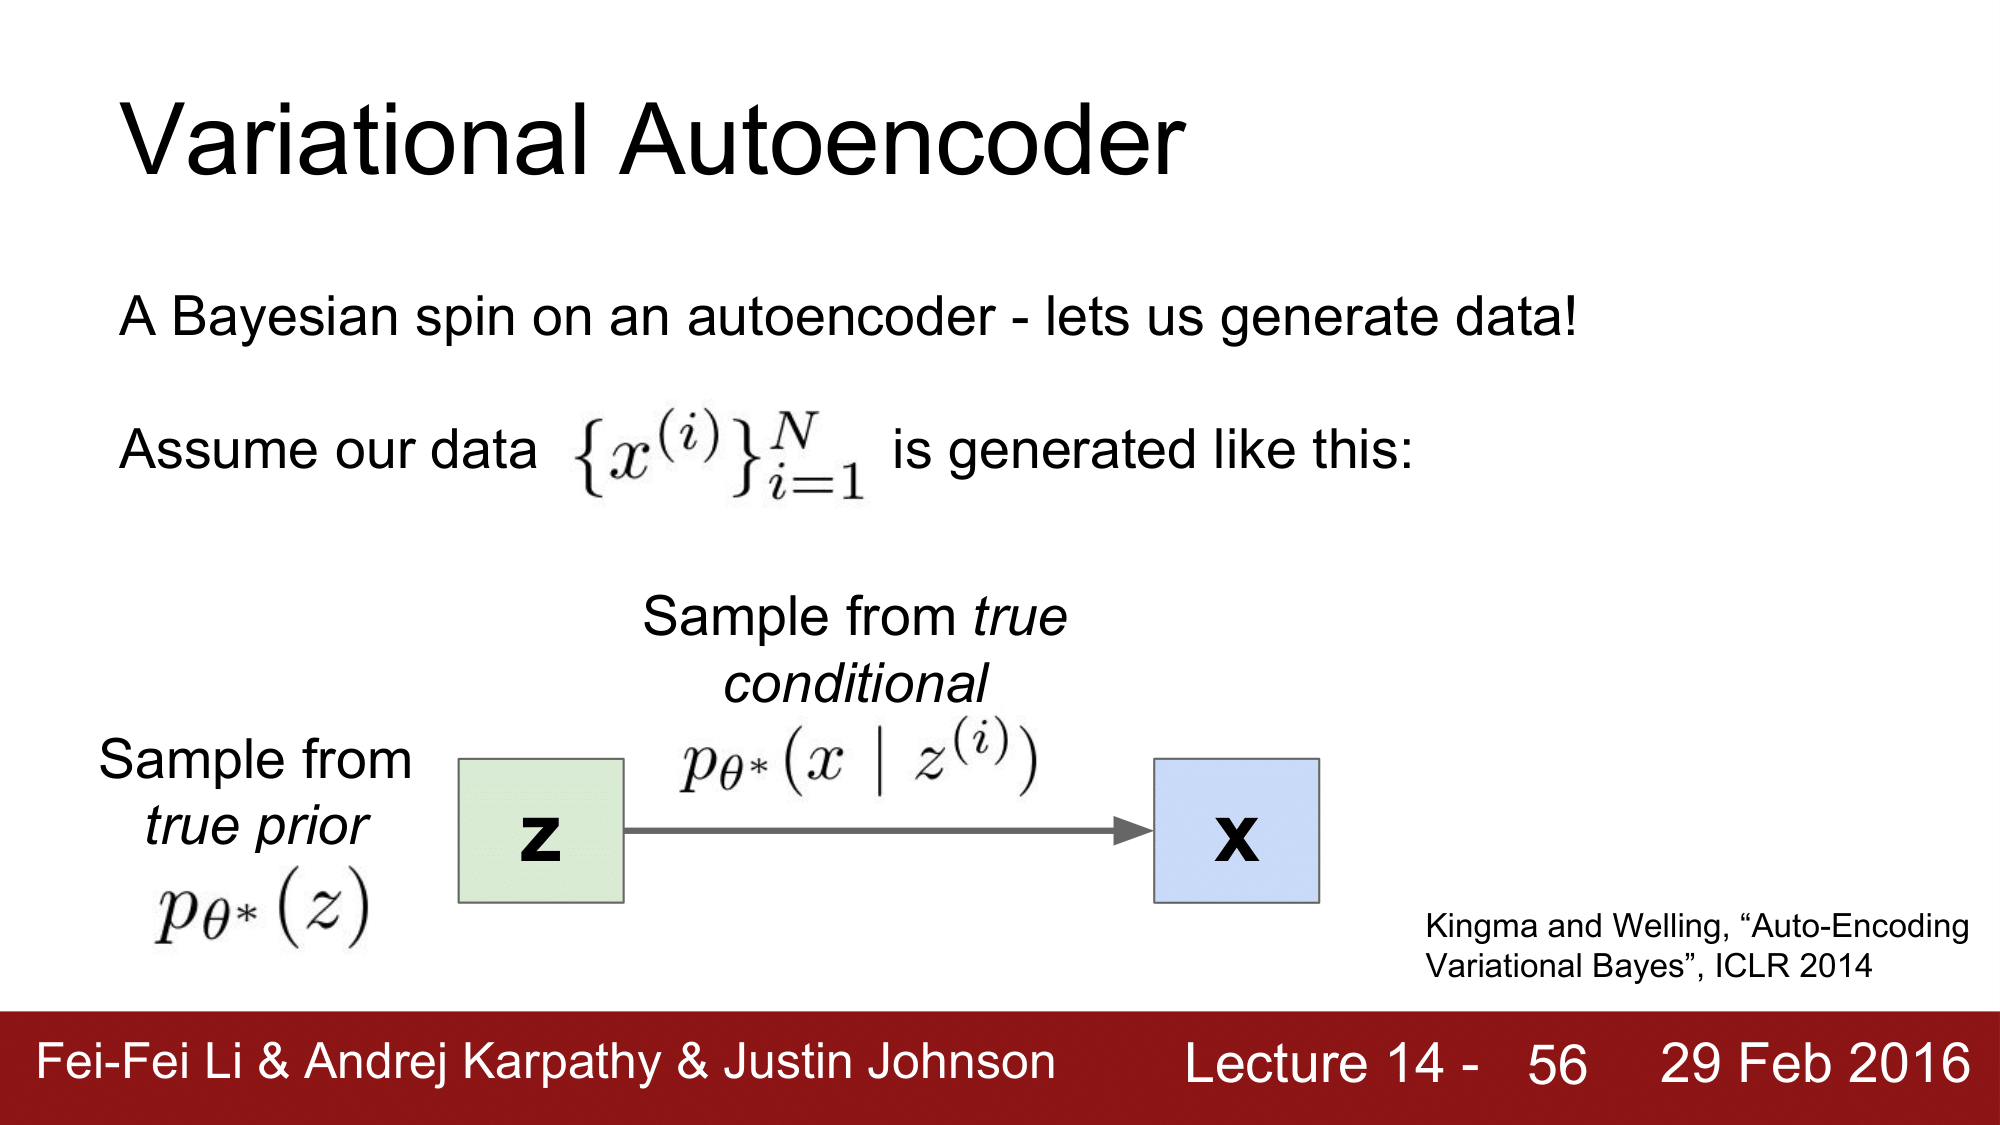 Variational Autoencoder
A Bayesian spin on an autoencoder - lets us generate data!
Assume our data $\{x^{(i)}\}_{i=1}^{N}$ is generated like this:
Sample from true
conditional
$p_{\theta^*}(x \mid z^{(i)})$
Sample from
true prior
$p_{\theta^*}(z)$
z
x
Kingma and Welling, “Auto-Encoding
Variational Bayes”, ICLR 2014
Fei-Fei Li & Andrej Karpathy & Justin Johnson Lecture 14 - 56 29 Feb 2016